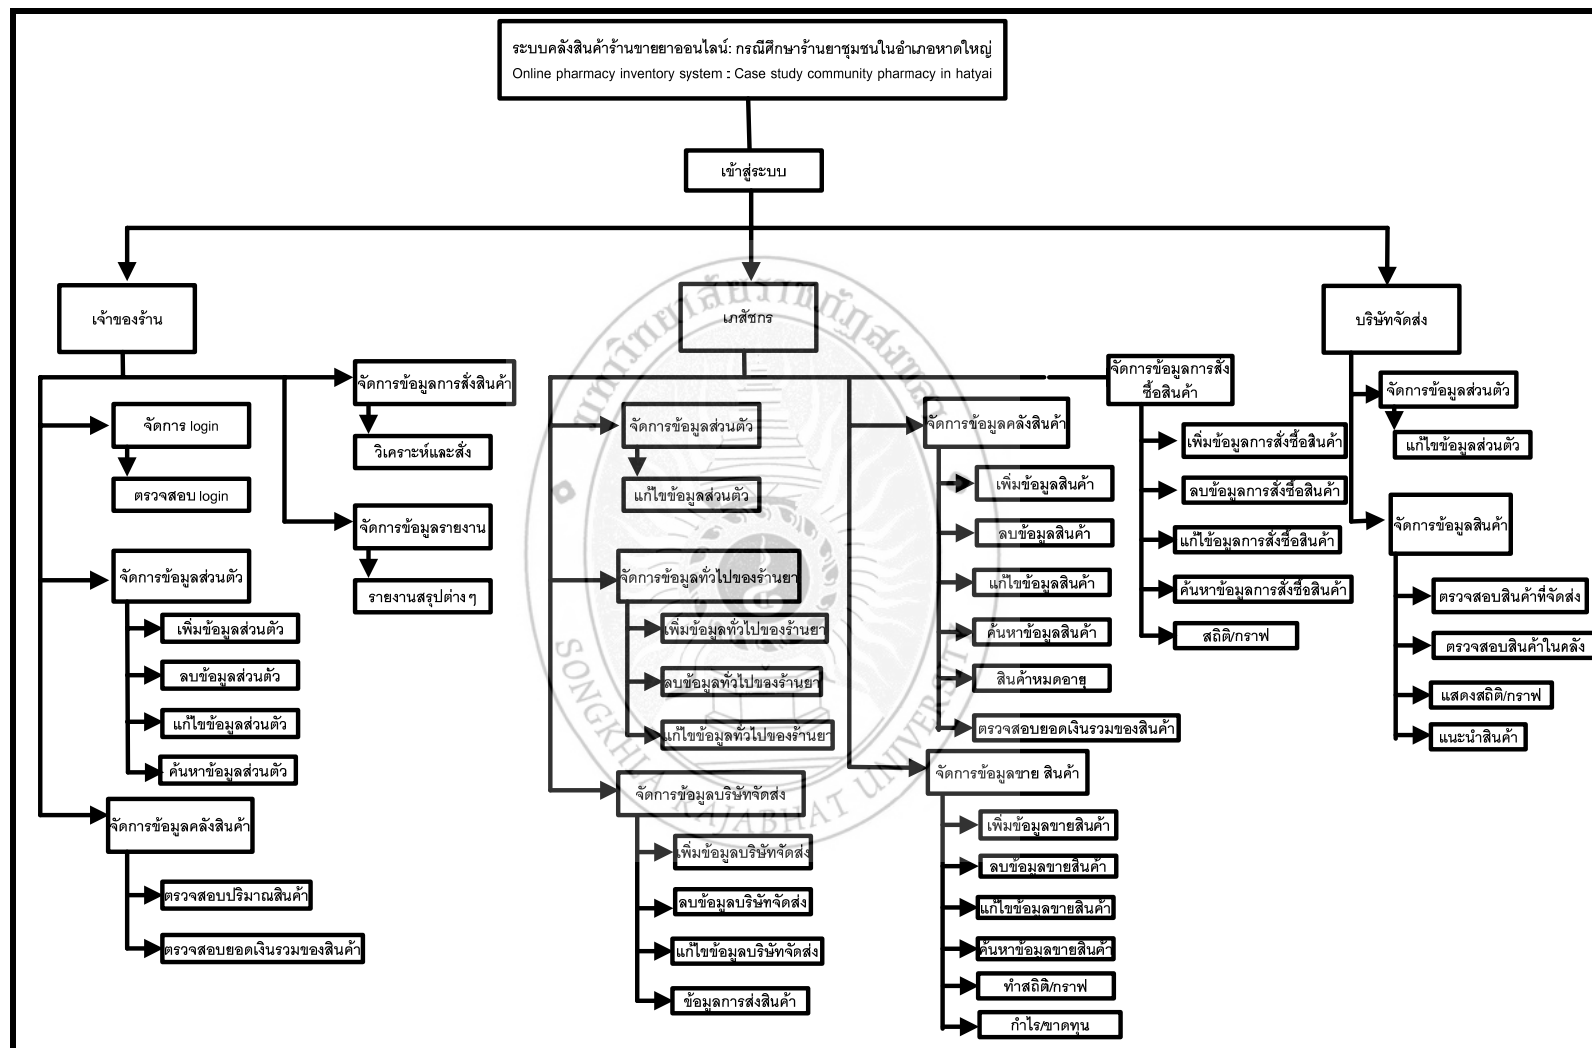 ระบบคลังสินค้าร้านขายยาออนไลน์: กรณีศึกษาร้านยาชุมชนในอำเภอหาดใหญ่
Online pharmacy inventory system : Case study community pharmacy in hatyai
เข้าสู่ระบบ
เจ้าของร้าน
จัดการ login
ตรวจสอบ login
จัดการข้อมูลส่วนตัว
เพิ่มข้อมูลส่วนตัว
ลบข้อมูลส่วนตัว
แก้ไขข้อมูลส่วนตัว
ค้นหาข้อมูลส่วนตัว
จัดการข้อมูลคลังสินค้า
ตรวจสอบปริมาณสินค้า
ตรวจสอบยอดเงินรวมของสินค้า
จัดการข้อมูลการสั่งสินค้า
วิเคราะห์และสั่ง
จัดการข้อมูลรายงาน
รายงานสรุปต่างๆ
เภสัชกร
จัดการข้อมูลส่วนตัว
แก้ไขข้อมูลส่วนตัว
จัดการข้อมูลทั่วไปของร้านยา
เพิ่มข้อมูลทั่วไปของร้านยา
ลบข้อมูลทั่วไปของร้านยา
แก้ไขข้อมูลทั่วไปของร้านยา
จัดการข้อมูลบริษัทจัดส่ง
เพิ่มข้อมูลบริษัทจัดส่ง
ลบข้อมูลบริษัทจัดส่ง
แก้ไขข้อมูลบริษัทจัดส่ง
ข้อมูลการส่งสินค้า
จัดการข้อมูลคลังสินค้า
เพิ่มข้อมูลสินค้า
ลบข้อมูลสินค้า
แก้ไขข้อมูลสินค้า
ค้นหาข้อมูลสินค้า
สินค้าหมดอายุ
ตรวจสอบยอดเงินรวมของสินค้า
จัดการข้อมูลขาย สินค้า
เพิ่มข้อมูลขายสินค้า
ลบข้อมูลขายสินค้า
แก้ไขข้อมูลขายสินค้า
ค้นหาข้อมูลขายสินค้า
ทำสถิติ/กราฟ
กำไร/ขาดทุน
จัดการข้อมูลการสั่ง
ซื้อสินค้า
เพิ่มข้อมูลการสั่งซื้อสินค้า
ลบข้อมูลการสั่งซื้อสินค้า
แก้ไข้อมูลการสั่งซื้อสินค้า
ค้นหาข้อมูลการสั่งซื้อสินค้า
สถิติ/กราฟ
บริษัทจัดส่ง
จัดการข้อมูลส่วนตัว
แก้ไขข้อมูลส่วนตัว
จัดการข้อมูลสินค้า
ตรวจสอบสินค้าที่จัดส่ง
ตรวจสอบสินค้าในคลัง
แสดงสถิติ/กราฟ
แนะนำสินค้า
มหาวิทยาลัยราชภัฏสงขลา
SONGKHLA RAJABHAT UNIVERSITY